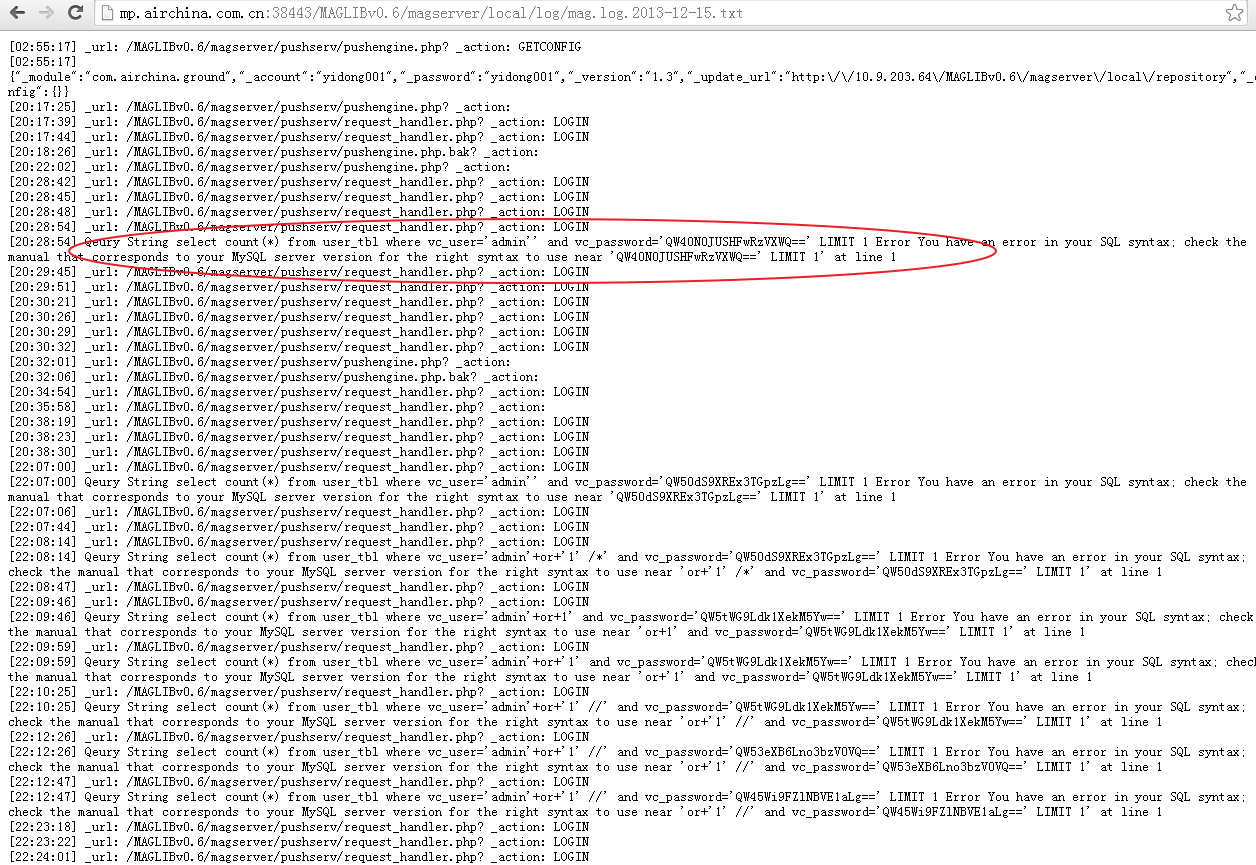 mp.airchina.com.cn:38443/MAGLIBv0.6/magserver/local/log/mag.log.2013-12-15.txt
[02:55:17] _url: /MAGLIBv0.6/magserver/pushserv/pushengine.php? _action: GETCONFIG
[02:55:17]
{"_module":"com.airchina.ground","_account":"yidong001","_password":"yidong001","_version":"1.3","_update_url":"http:\/\/10.9.203.64\/MAGLIBv0.6\/magserver\/local\/repository","_c
nfig":{}}
[20:17:25] _url: /MAGLIBv0.6/magserver/pushserv/pushengine.php? _action:
[20:17:39] _url: /MAGLIBv0.6/magserver/pushserv/request_handler.php? _action: LOGIN
[20:17:44] _url: /MAGLIBv0.6/magserver/pushserv/request_handler.php? _action: LOGIN
[20:18:26] _url: /MAGLIBv0.6/magserver/pushserv/pushengine.php.bak? _action:
[20:22:02] _url: /MAGLIBv0.6/magserver/pushserv/pushengine.php? _action:
[20:28:42] _url: /MAGLIBv0.6/magserver/pushserv/request_handler.php? _action: LOGIN
[20:28:45] _url: /MAGLIBv0.6/magserver/pushserv/request_handler.php? _action: LOGIN
[20:28:48] _url: /MAGLIBv0.6/magserver/pushserv/request_handler.php? _action: LOGIN
[20:28:54] _url: /MAGLIBv0.6/magserver/pushserv/request_handler.php? _action: LOGIN
[20:28:54] Qeury String select count(*) from user_tbl where vc_user='admin'' and vc_password='QW40N0JUSHFwRzVXWQ==' LIMIT 1 Error You have an error in your SQL syntax; check the
manual that corresponds to your MySQL server version for the right syntax to use near 'QW40N0JUSHFwRzVXWQ==' LIMIT 1' at line 1
[20:29:45] _url: /MAGLIBv0.6/magserver/pushserv/request_handler.php? _action: LOGIN
[20:29:51] _url: /MAGLIBv0.6/magserver/pushserv/request_handler.php? _action: LOGIN
[20:30:21] _url: /MAGLIBv0.6/magserver/pushserv/request_handler.php? _action: LOGIN
[20:30:26] _url: /MAGLIBv0.6/magserver/pushserv/request_handler.php? _action: LOGIN
[20:30:29] _url: /MAGLIBv0.6/magserver/pushserv/request_handler.php? _action: LOGIN
[20:30:32] _url: /MAGLIBv0.6/magserver/pushserv/request_handler.php? _action: LOGIN
[20:32:01] _url: /MAGLIBv0.6/magserver/pushserv/pushengine.php? _action:
[20:32:06] _url: /MAGLIBv0.6/magserver/pushserv/pushengine.php.bak? _action:
[20:34:54] _url: /MAGLIBv0.6/magserver/pushserv/request_handler.php? _action: LOGIN
[20:35:58] _url: /MAGLIBv0.6/magserver/pushserv/request_handler.php? _action:
[20:38:19] _url: /MAGLIBv0.6/magserver/pushserv/request_handler.php? _action: LOGIN
[20:38:23] _url: /MAGLIBv0.6/magserver/pushserv/request_handler.php? _action: LOGIN
[20:38:30] _url: /MAGLIBv0.6/magserver/pushserv/request_handler.php? _action: LOGIN
[22:07:00] _url: /MAGLIBv0.6/magserver/pushserv/request_handler.php? _action: LOGIN
[22:07:00] Qeury String select count(*) from user_tbl where vc_user='admin'' and vc_password='QW50dS9XREx3TGpzLg==' LIMIT 1 Error You have an error in your SQL syntax; check the
manual that corresponds to your MySQL server version for the right syntax to use near 'QW50dS9XREx3TGpzLg==' LIMIT 1' at line 1
[22:07:06] _url: /MAGLIBv0.6/magserver/pushserv/request_handler.php? _action: LOGIN
[22:07:44] _url: /MAGLIBv0.6/magserver/pushserv/request_handler.php? _action: LOGIN
[22:08:14] _url: /MAGLIBv0.6/magserver/pushserv/request_handler.php? _action: LOGIN
[22:08:14] Qeury String select count(*) from user_tbl where vc_user='admin'+or+'1' /*' and vc_password='QW50dS9XREx3TGpzLg==' LIMIT 1 Error You have an error in your SQL syntax;
check the manual that corresponds to your MySQL server version for the right syntax to use near 'or+'1' /*' and vc_password='QW50dS9XREx3TGpzLg==' LIMIT 1' at line 1
[22:08:47] _url: /MAGLIBv0.6/magserver/pushserv/request_handler.php? _action: LOGIN
[22:09:46] _url: /MAGLIBv0.6/magserver/pushserv/request_handler.php? _action: LOGIN
[22:09:46] Qeury String select count(*) from user_tbl where vc_user='admin'+or+1' and vc_password='QW5tWG9Ldk1XekM5Yw==' LIMIT 1 Error You have an error in your SQL syntax; check
the manual that corresponds to your MySQL server version for the right syntax to use near 'or+1' and vc_password='QW5tWG9Ldk1XekM5Yw==' LIMIT 1' at line 1
[22:09:59] _url: /MAGLIBv0.6/magserver/pushserv/request_handler.php? _action: LOGIN
[22:09:59] Qeury String select count(*) from user_tbl where vc_user='admin'+or+'1' and vc_password='QW5tWG9Ldk1XekM5Yw==' LIMIT 1 Error You have an error in your SQL syntax; chec
the manual that corresponds to your MySQL server version for the right syntax to use near 'or+'1' and vc_password='QW5tWG9Ldk1XekM5Yw==' LIMIT 1' at line 1
[22:10:25] _url: /MAGLIBv0.6/magserver/pushserv/request_handler.php? _action: LOGIN
[22:10:25] Qeury String select count(*) from user_tbl where vc_user='admin'+or+'1' //' and vc_password='QW5tWG9Ldk1XekM5Yw==' LIMIT 1 Error You have an error in your SQL syntax;
check the manual that corresponds to your MySQL server version for the right syntax to use near 'or+'1' //' and vc_password='QW5tWG9Ldk1XekM5Yw==' LIMIT 1' at line 1
[22:12:26] _url: /MAGLIBv0.6/magserver/pushserv/request_handler.php? _action: LOGIN
[22:12:26] Qeury String select count(*) from user_tbl where vc_user='admin'+or+'1' //' and vc_password='QW53eXB6Lno3bzV0VQ==' LIMIT 1 Error You have an error in your SQL syntax;
check the manual that corresponds to your MySQL server version for the right syntax to use near 'or+'1' //' and vc_password='QW53eXB6Lno3bzV0VQ==' LIMIT 1' at line 1
[22:12:47] _url: /MAGLIBv0.6/magserver/pushserv/request_handler.php? _action: LOGIN
[22:12:47] Qeury String select count(*) from user_tbl where vc_user='admin'+or+'1' //' and vc_password='QW45Wi9FZlNBVE1aLg==' LIMIT 1 Error You have an error in your SQL syntax;
check the manual that corresponds to your MySQL server version for the right syntax to use near 'or+'1' //' and vc_password='QW45Wi9FZlNBVE1aLg==' LIMIT 1' at line 1
[22:23:18] _url: /MAGLIBv0.6/magserver/pushserv/request_handler.php? _action: LOGIN
[22:23:22] _url: /MAGLIBv0.6/magserver/pushserv/request_handler.php? _action: LOGIN
[22:24:01] _url: /MAGLIBv0.6/magserver/pushserv/request_handler.php? _action: LOGIN